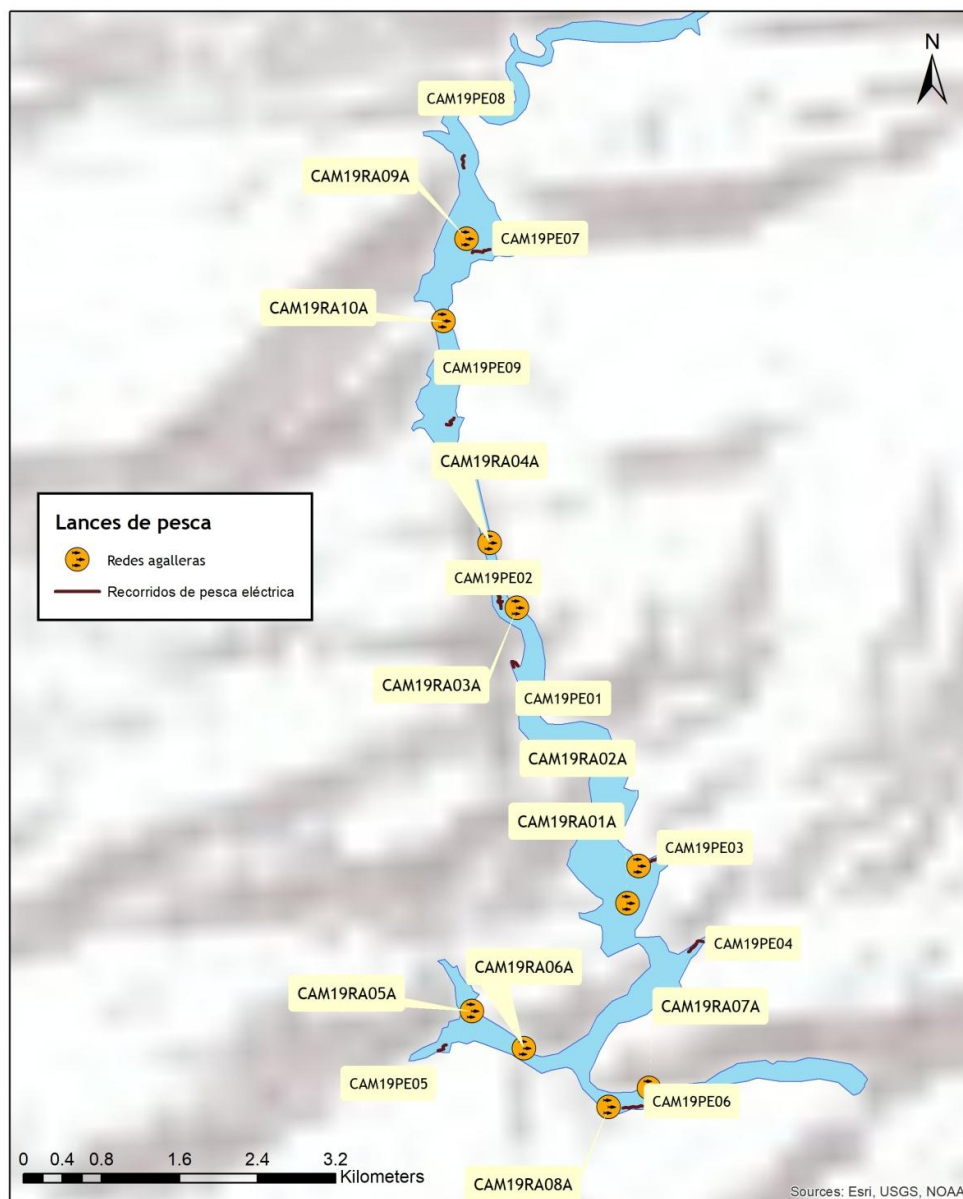 N
CAM19PE08
CAM19RA09A
CAM19PE07
CAM19RA10A
CAM19PE09
CAM19RA04A
Lances de pesca
Redes agalleras
Recorridos de pesca eléctrica
CAM19PE02
CAM19RA03A
CAM19PE01
CAM19RA02A
CAM19RA01A
CAM19PE03
CAM19PE04
CAM19RA06A
CAM19RA05A
CAM19RA07A
CAM19PE05
CAM19PE06
0 0.4 0.8 1.6 2.4 3.2
Kilometers
CAM19RA08A
Sources: Esri, USGS, NOAA